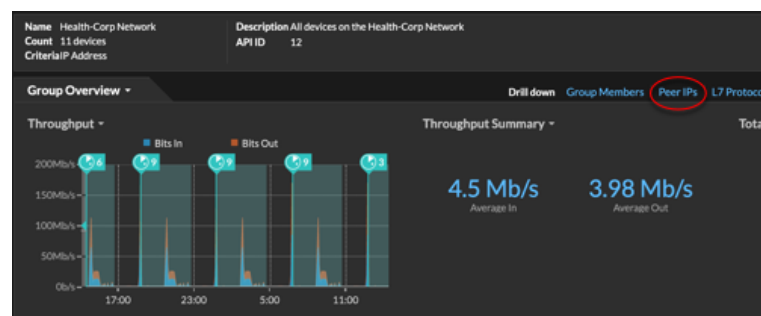 Name Health-Corp Network
Count 11 devices
CriteriaIP Address
Description All devices on the Health-Corp Network
API ID 12
Group Overview
Drill down Group Members Peer IPs L7 Protoco
Throughput
Bits In Bits Out
200Mb/s
150Mb/s
100Mb/s
50Mb/s
0b/s
6 9 9 9 3
17:00 23:00 5:00 11:00
Throughput Summary
4.5 Mb/s 3.98 Mb/s
Average In Average Out
Tota